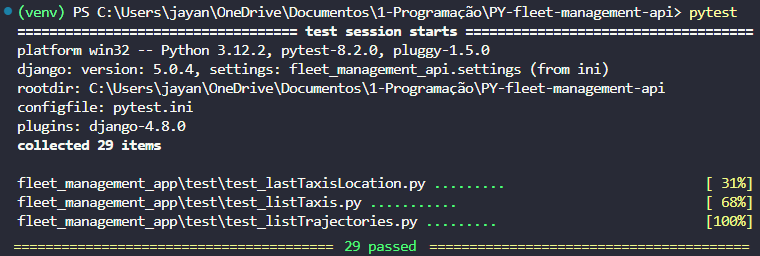 (venv) PS C:\Users\jayan\OneDrive\Documentos\1-Programação\PY-fleet-management-api> pytest
================================= test session starts ==================================
platform win32 -- Python 3.12.2, pytest-8.2.0, pluggy-1.5.0
django: version: 5.0.4, settings: fleet_management_api.settings (from ini)
rootdir: C:\Users\jayan\OneDrive\Documentos\1-Programação\PY-fleet-management-api
configfile: pytest.ini
plugins: django-4.8.0
collected 29 items
fleet_management_app\test\test_lastTaxisLocation.py ......... [ 31%]
fleet_management_app\test\test_listTaxis.py ........... [ 68%]
fleet_management_app\test\test_listTrajectories.py ......... [100%]
====================================== 29 passed ======================================